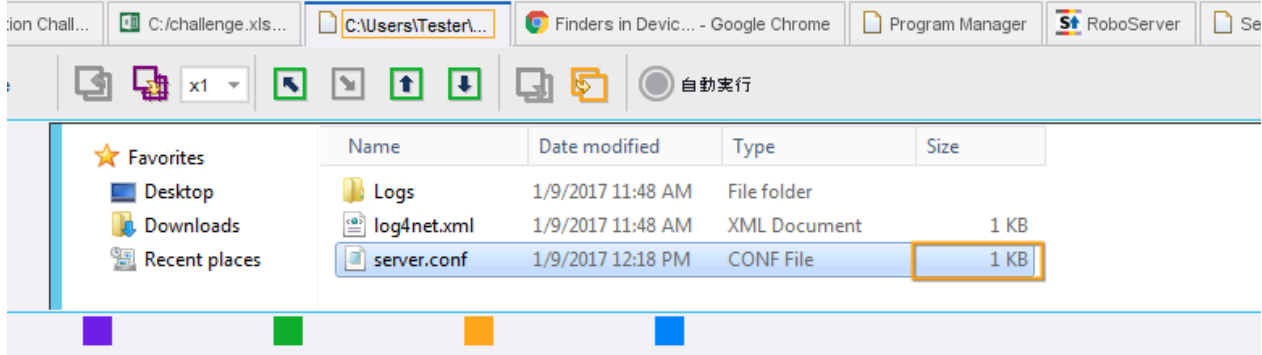 tion Chall... C:/challenge.xls... C:\Users\Tester\... Finders in Devic... - Google Chrome Program Manager St RoboServer Se
x1 自動実行
Favorites Name Date modified Type Size
Desktop Logs 1/9/2017 11:48 AM File folder
Downloads log4net.xml 1/9/2017 11:48 AM XML Document 1 KB
Recent places server.conf 1/9/2017 12:18 PM CONF File 1 KB